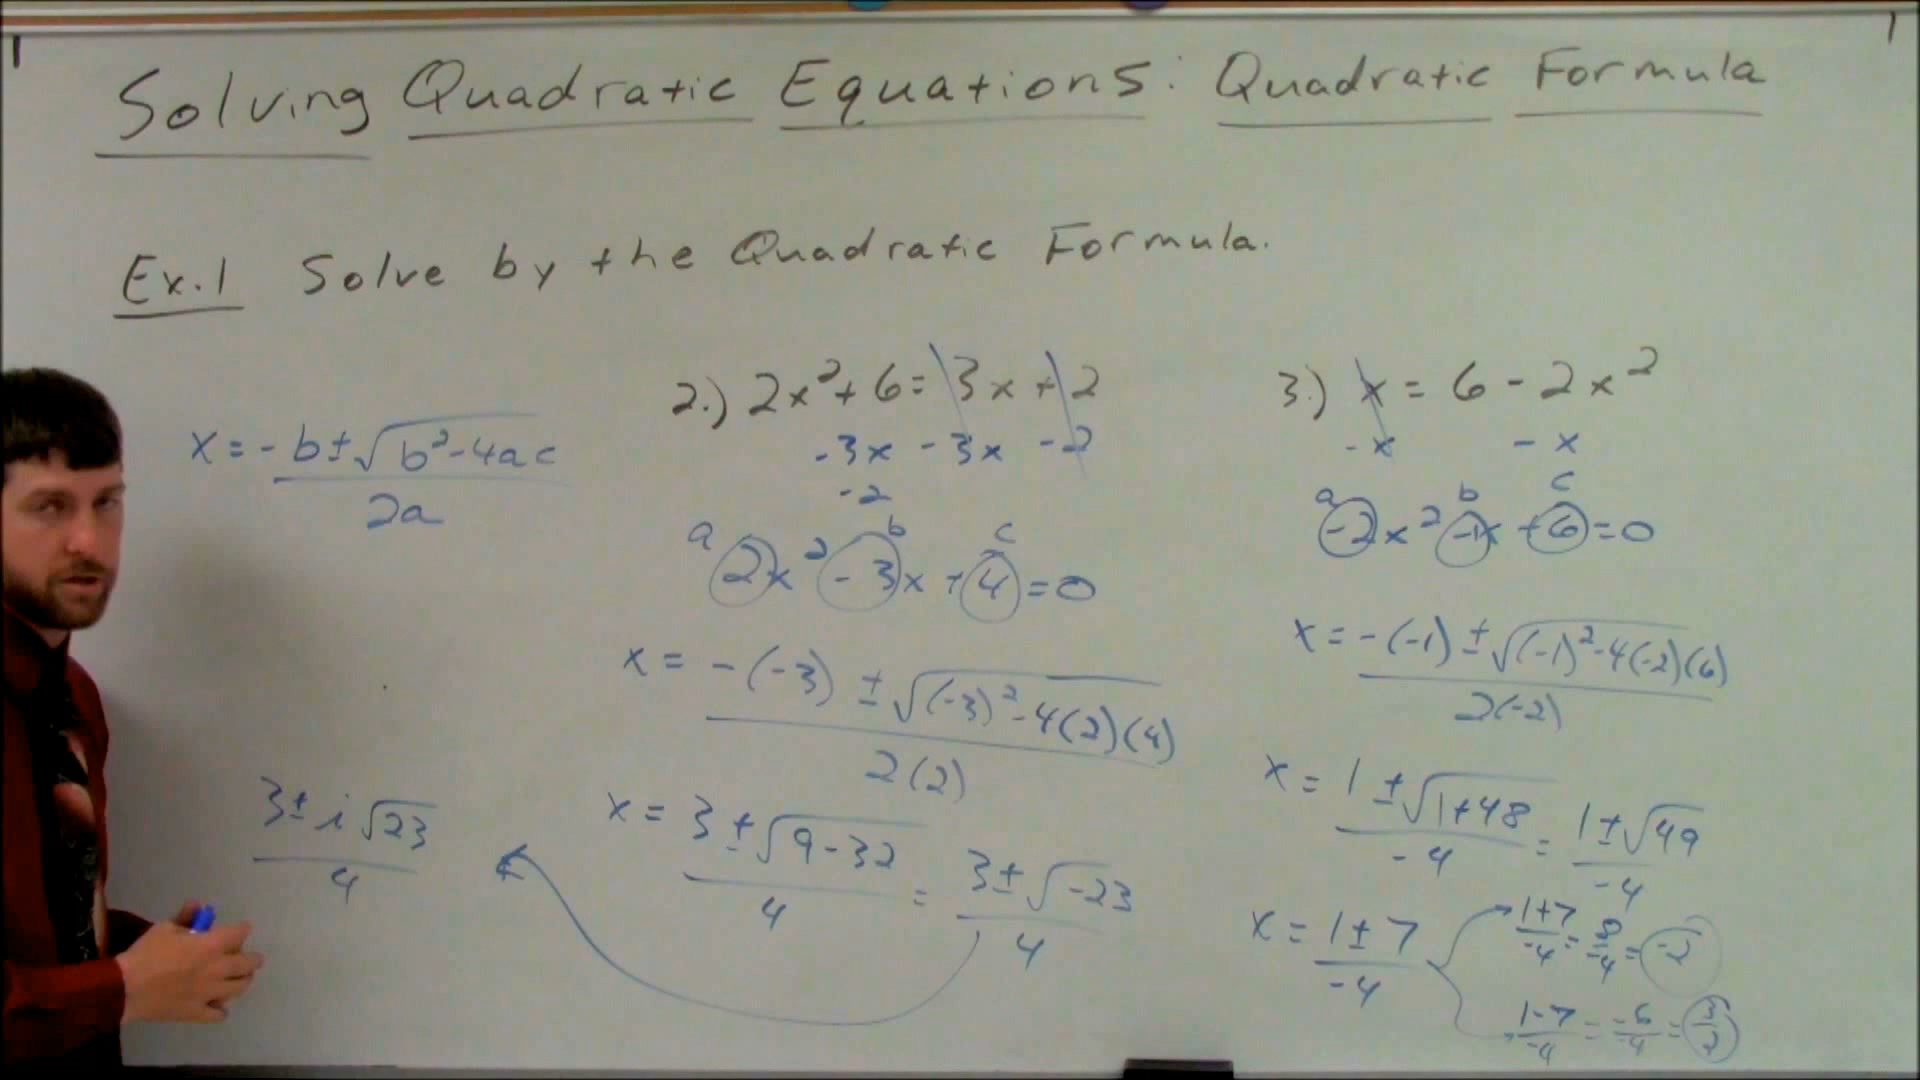 Solving Quadratic Equations: Quadratic Formula
Ex.1 Solve by the Quadratic Formula.
x = -b ± √(b² - 4ac) / 2a
2.) 2x² + 6 = 3x + 2
-3x -3x -2
-2
a b c
2x² - 3x + 4 = 0
x = -(-3) ± √((-3)² - 4(2)(4)) / 2(2)
x = 3 ± √(9 - 32) / 4 = 3 ± √(-23) / 4
3 ± i√23 / 4
3.) x = 6 - 2x²
-x -x
a b c
-2x² - 1x + 6 = 0
x = -(-1) ± √((-1)² - 4(-2)(6)) / 2(-2)
x = 1 ± √(1 + 48) / -4 = 1 ± √49 / -4
x = 1 ± 7 / -4
1+7 / -4 = 8 / -4 = -2
1-7 / -4 = -6 / -4 = 3 / 2